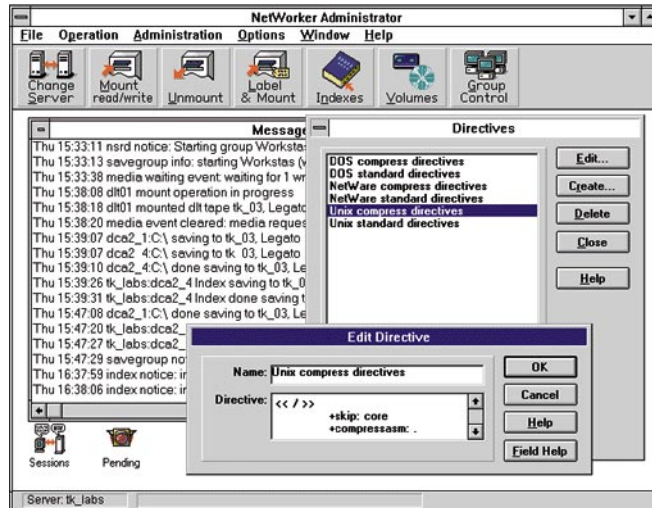 NetWorker Administrator
File Operation Administration Options Window Help
Change Server
Mount read/write
Unmount
Label & Mount
Indexes
Volumes
Group Control
Message
Thu 15:33:11 nsrd notice: Starting group Worksta
Thu 15:33:13 savegroup info: starting Workstas (w
Thu 15:33:38 media waiting event: waiting for 1 wr
Thu 15:38:08 dlt01 mount operation in progress
Thu 15:38:18 dlt01 mounted dlt tape tk_03, Legato
Thu 15:38:20 media event cleared: media reques
Thu 15:39:07 dca2_1:C:\ saving to tk_03, Legato
Thu 15:39:07 dca2_4:C:\ saving to tk_03, Legato
Thu 15:39:10 dca2_4:C:\ done saving to tk_03, Le
Thu 15:39:26 tk_labs:dca2_4 Index saving to tk_0
Thu 15:39:31 tk_labs:dca2_4 Index done saving t
Thu 15:47:08 dca2_1:C:\ done saving to tk_03, Le
Thu 15:47:20 tk_labs:dca2_
Thu 15:47:27 tk_labs:dca2_
Thu 15:47:29 savegroup no
Thu 16:37:59 index notice: ir
Thu 16:38:06 index notice: ir
Sessions
Pending
Directives
DOS compress directives
DOS standard directives
NetWare compress directives
NetWare standard directives
Unix compress directives
Unix standard directives
Edit...
Create...
Delete
Close
Help
Edit Directive
Name: Unix compress directives
Directive: << / >>
+skip: core
+compressasm: .
OK
Cancel
Help
Field Help
Server: tk_labs